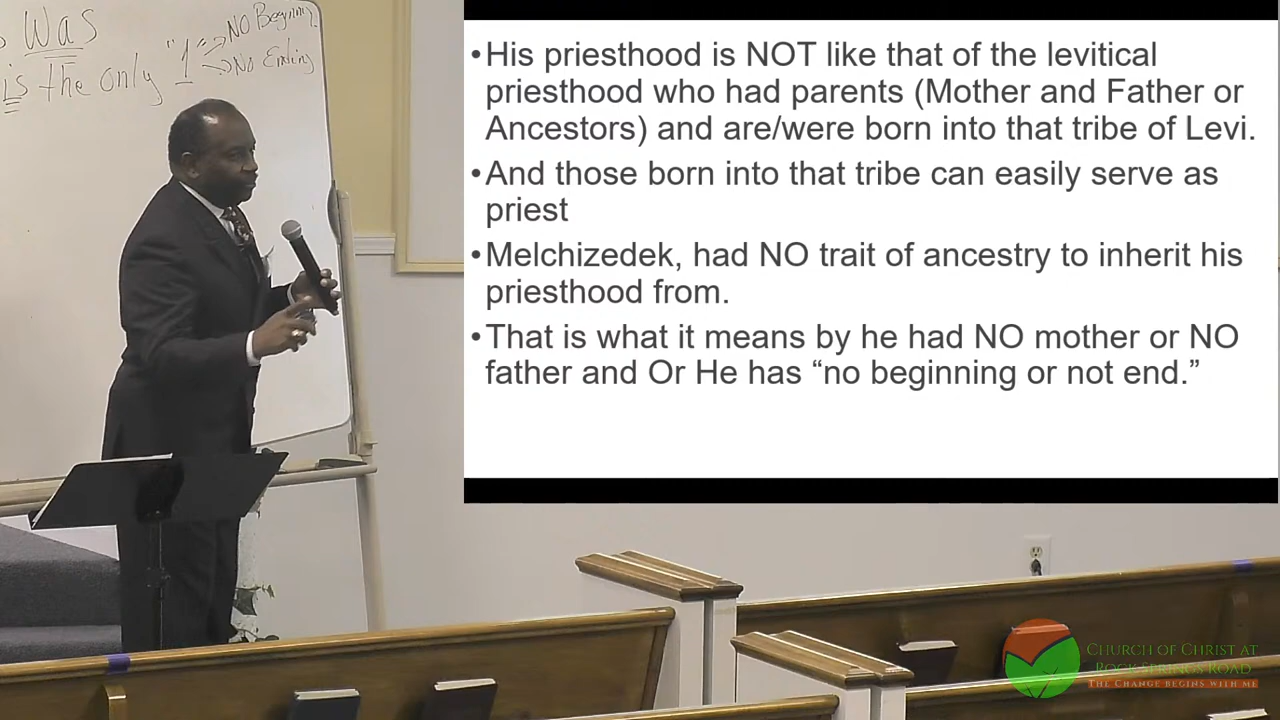 Was
is the only "1"
NO Beginning
No Ending
•His priesthood is NOT like that of the levitical
priesthood who had parents (Mother and Father or
Ancestors) and are/were born into that tribe of Levi.
•And those born into that tribe can easily serve as
priest
•Melchizedek, had NO trait of ancestry to inherit his
priesthood from.
•That is what it means by he had NO mother or NO
father and Or He has “no beginning or not end.”
CHURCH OF CHRIST AT
ROCK SPRINGS ROAD
THE CHANGE BEGINS WITH ME